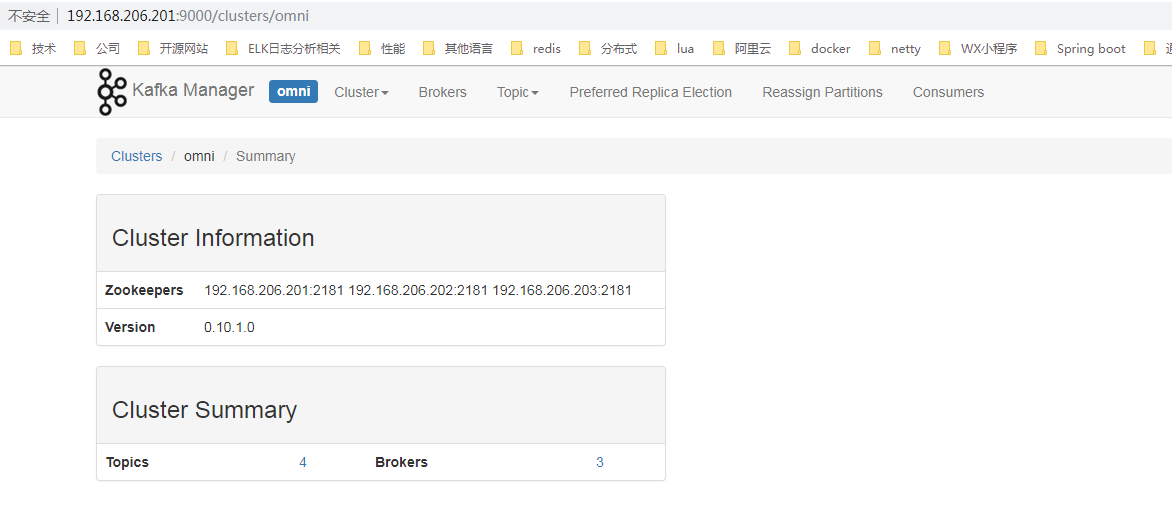 不安全 | 192.168.206.201:9000/clusters/omni
技术 公司 开源网站 ELK日志分析相关 性能 其他语言 redis 分布式 lua 阿里云 docker netty WX小程序 Spring boot
Kafka Manager omni Cluster Brokers Topic Preferred Replica Election Reassign Partitions Consumers
Clusters / omni / Summary
Cluster Information
Zookeepers 192.168.206.201:2181 192.168.206.202:2181 192.168.206.203:2181
Version 0.10.1.0
Cluster Summary
Topics 4 Brokers 3